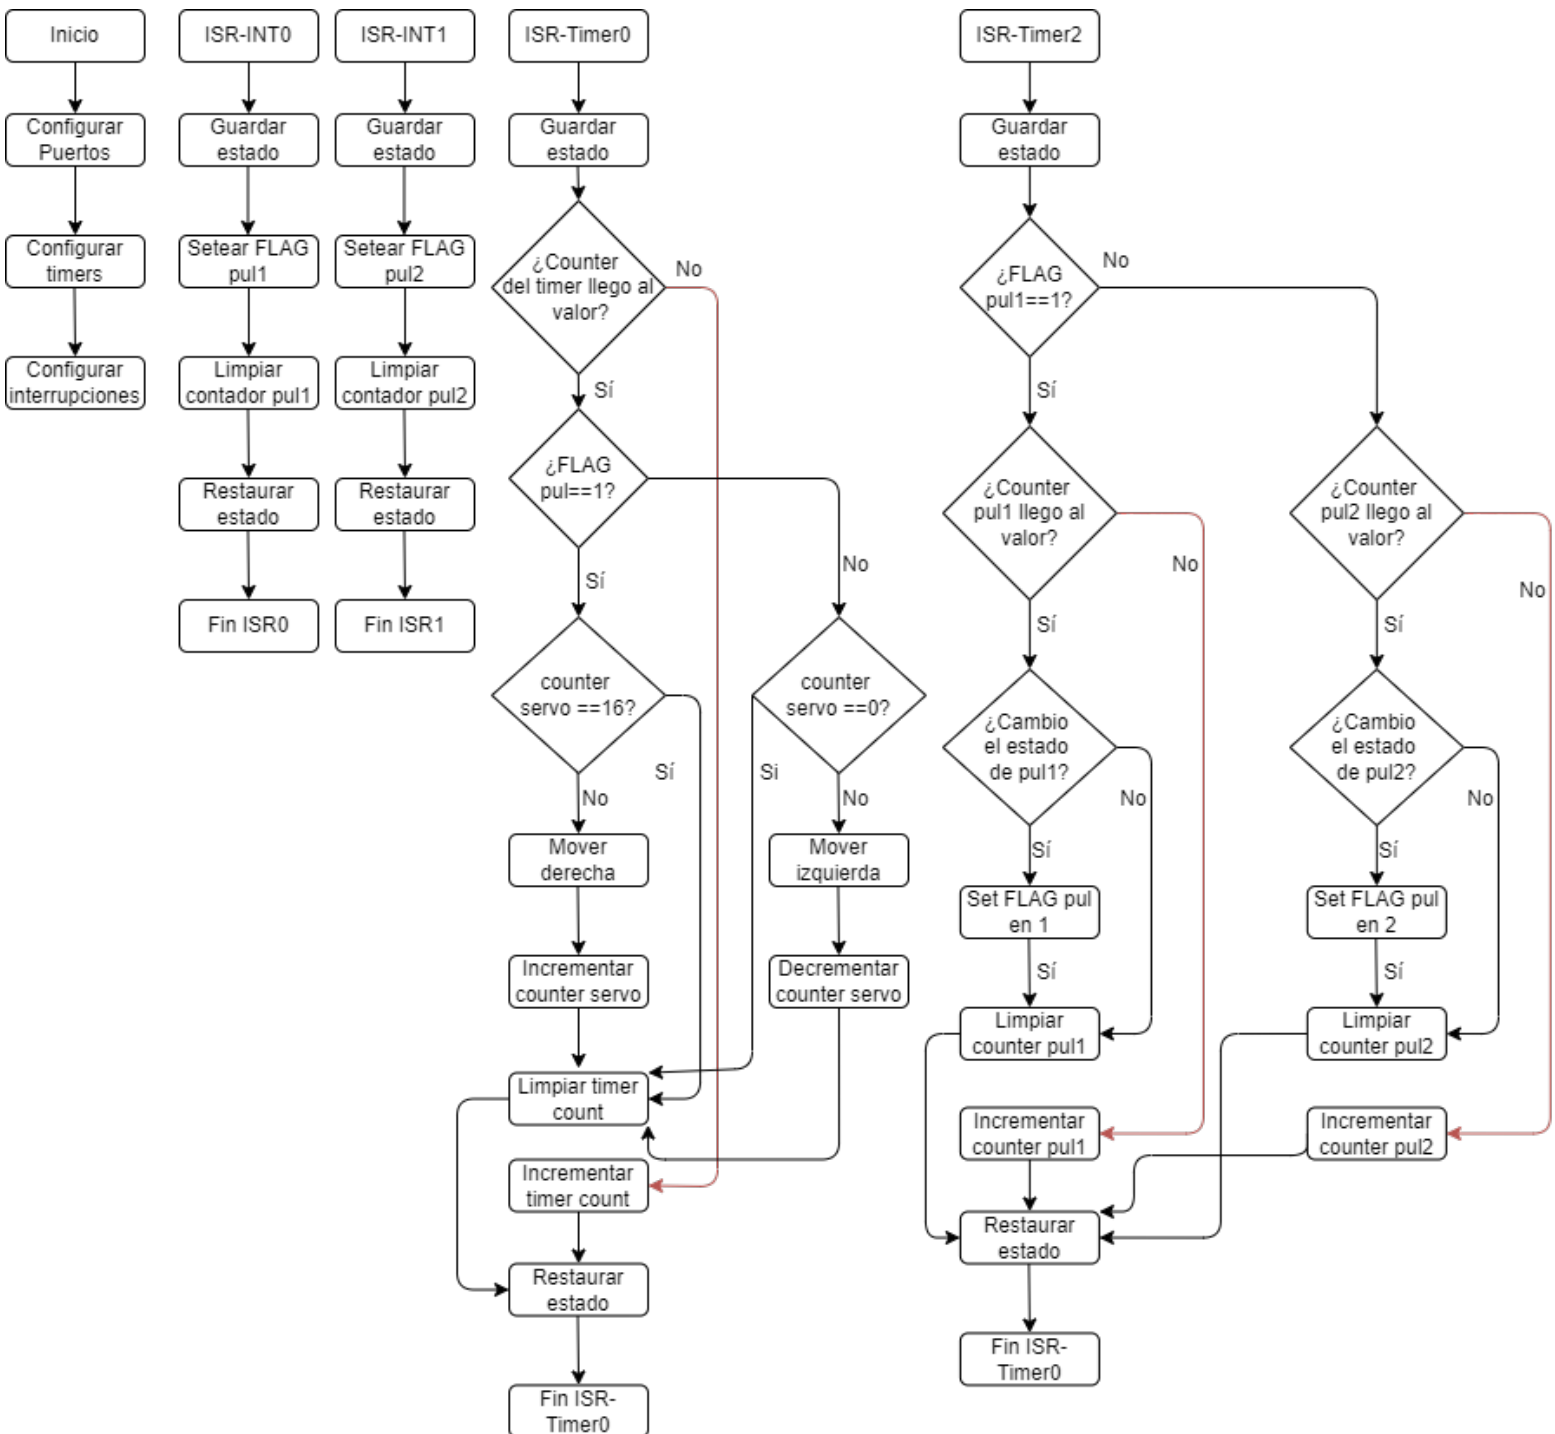 Inicio
Configurar
Puertos
Configurar
timers
Configurar
interrupciones
ISR-INT0
Guardar
estado
Setear FLAG
pul1
Limpiar
contador pul1
Restaurar
estado
Fin ISR0
ISR-INT1
Guardar
estado
Setear FLAG
pul2
Limpiar
contador pul2
Restaurar
estado
Fin ISR1
ISR-Timer0
Guardar
estado
¿Counter
del timer llego al
valor?
No
Sí
¿FLAG
pul==1?
No
Sí
counter
servo ==16?
Sí
No
counter
servo ==0?
Si
No
Mover
derecha
Mover
izquierda
Incrementar
counter servo
Decrementar
counter servo
Limpiar timer
count
Incrementar
timer count
Restaurar
estado
Fin ISR-
Timer0
ISR-Timer2
Guardar
estado
¿FLAG
pul1==1?
No
Sí
¿Counter
pul1 llego al
valor?
No
Sí
¿Cambio
el estado
de pul1?
No
Sí
Set FLAG pul
en 1
Sí
Limpiar
counter pul1
Incrementar
counter pul1
¿Counter
pul2 llego al
valor?
No
Sí
¿Cambio
el estado
de pul2?
No
Sí
Set FLAG pul
en 2
Sí
Limpiar
counter pul2
Incrementar
counter pul2
Restaurar
estado
Fin ISR-
Timer0